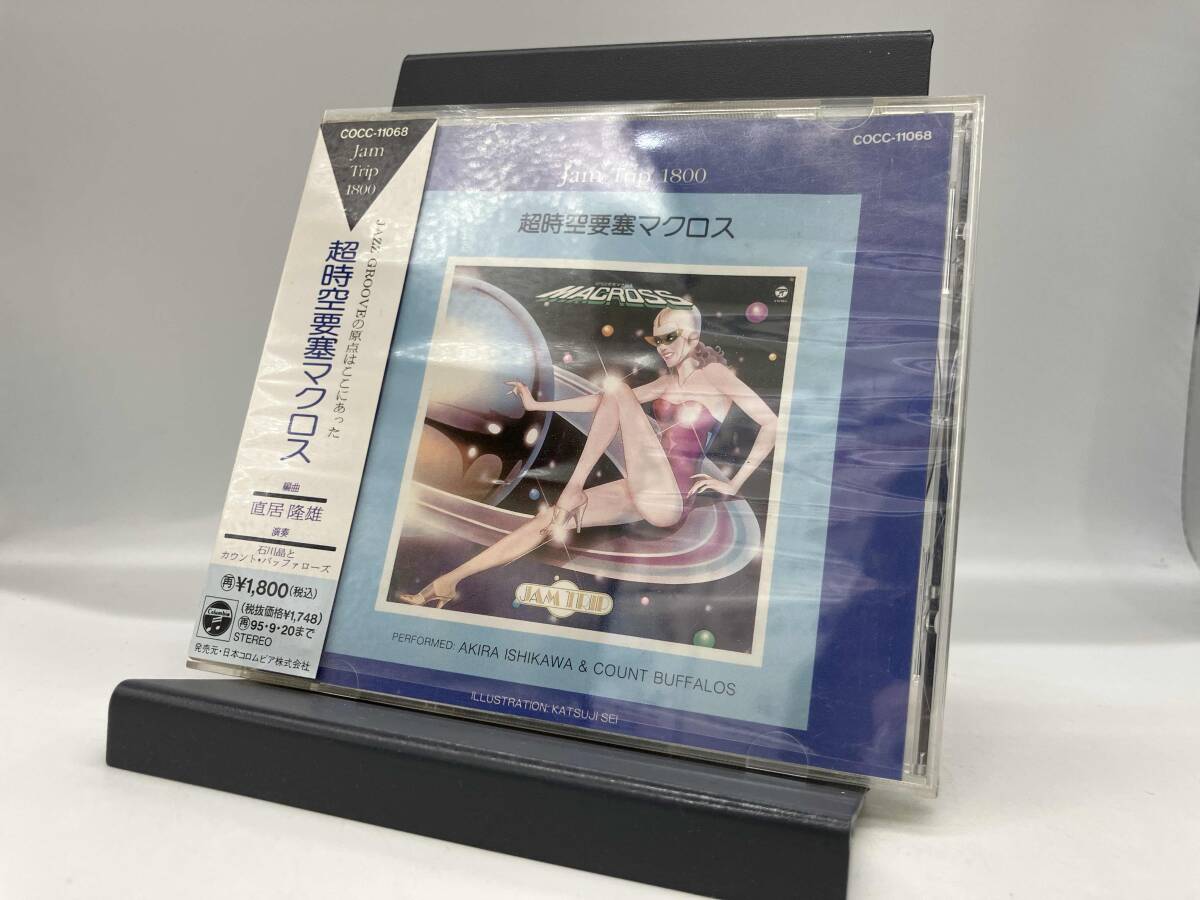 COCC-11068
Jam
Trip
1800
JAZZ GROOVEの原点はここにあった
超時空要塞マクロス
編曲
直居隆雄
演奏
石川晶と
カウント・バッファローズ
再¥1,800(税込)
(税抜価格¥1,748)
再95・9・20まで
Columbia
STEREO
発売元・日本コロムビア株式会社
COCC-11068
Jam Trip 1800
超時空要塞マクロス
MACROSS
JAM TRIP
PERFORMED: AKIRA ISHIKAWA & COUNT BUFFALOS
ILLUSTRATION: KATSUJI SEI